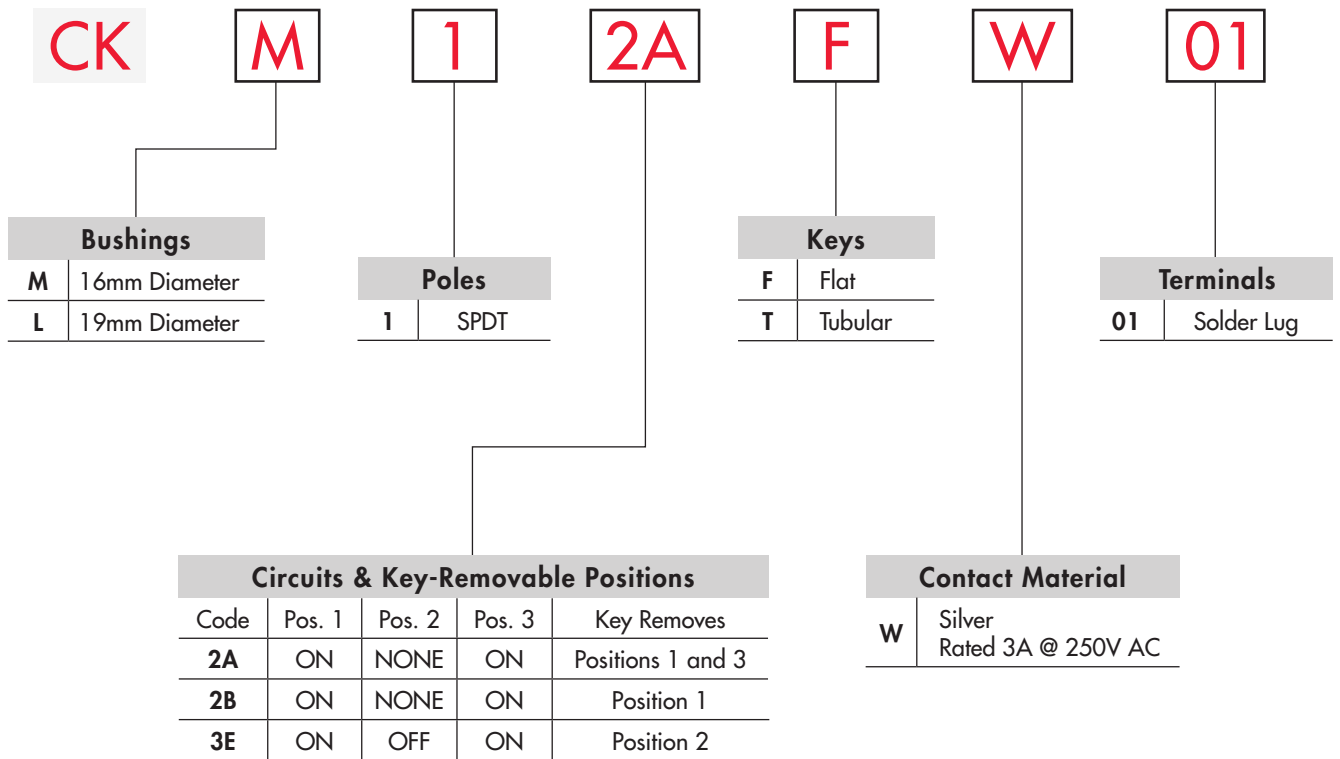 CK M 1 2A F W 01
Bushings
M 16mm Diameter
L 19mm Diameter
Poles
1 SPDT
Keys
F Flat
T Tubular
Terminals
01 Solder Lug
Circuits & Key-Removable Positions
Code Pos. 1 Pos. 2 Pos. 3 Key Removes
2A ON NONE ON Positions 1 and 3
2B ON NONE ON Position 1
3E ON OFF ON Position 2
Contact Material
W Silver
Rated 3A @ 250V AC